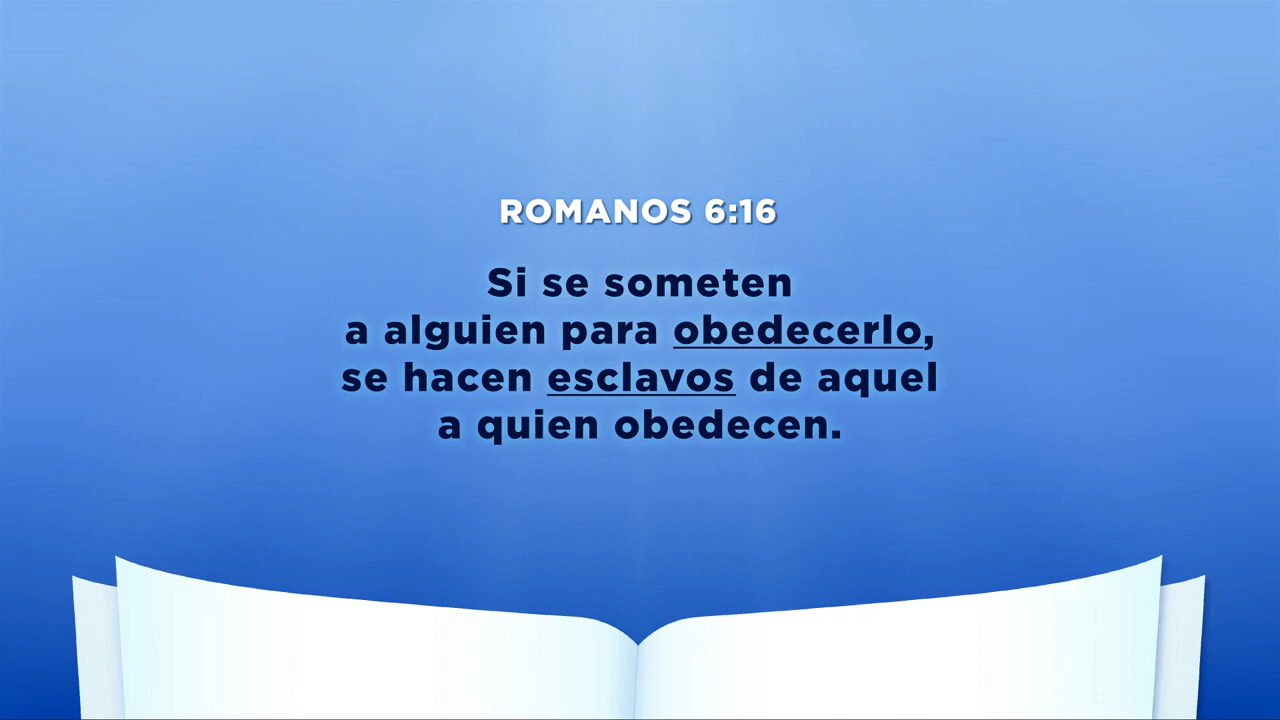 ROMANOS 6:16
Si se someten
a alguien para obedecerlo,
se hacen esclavos de aquel
a quien obedecen.